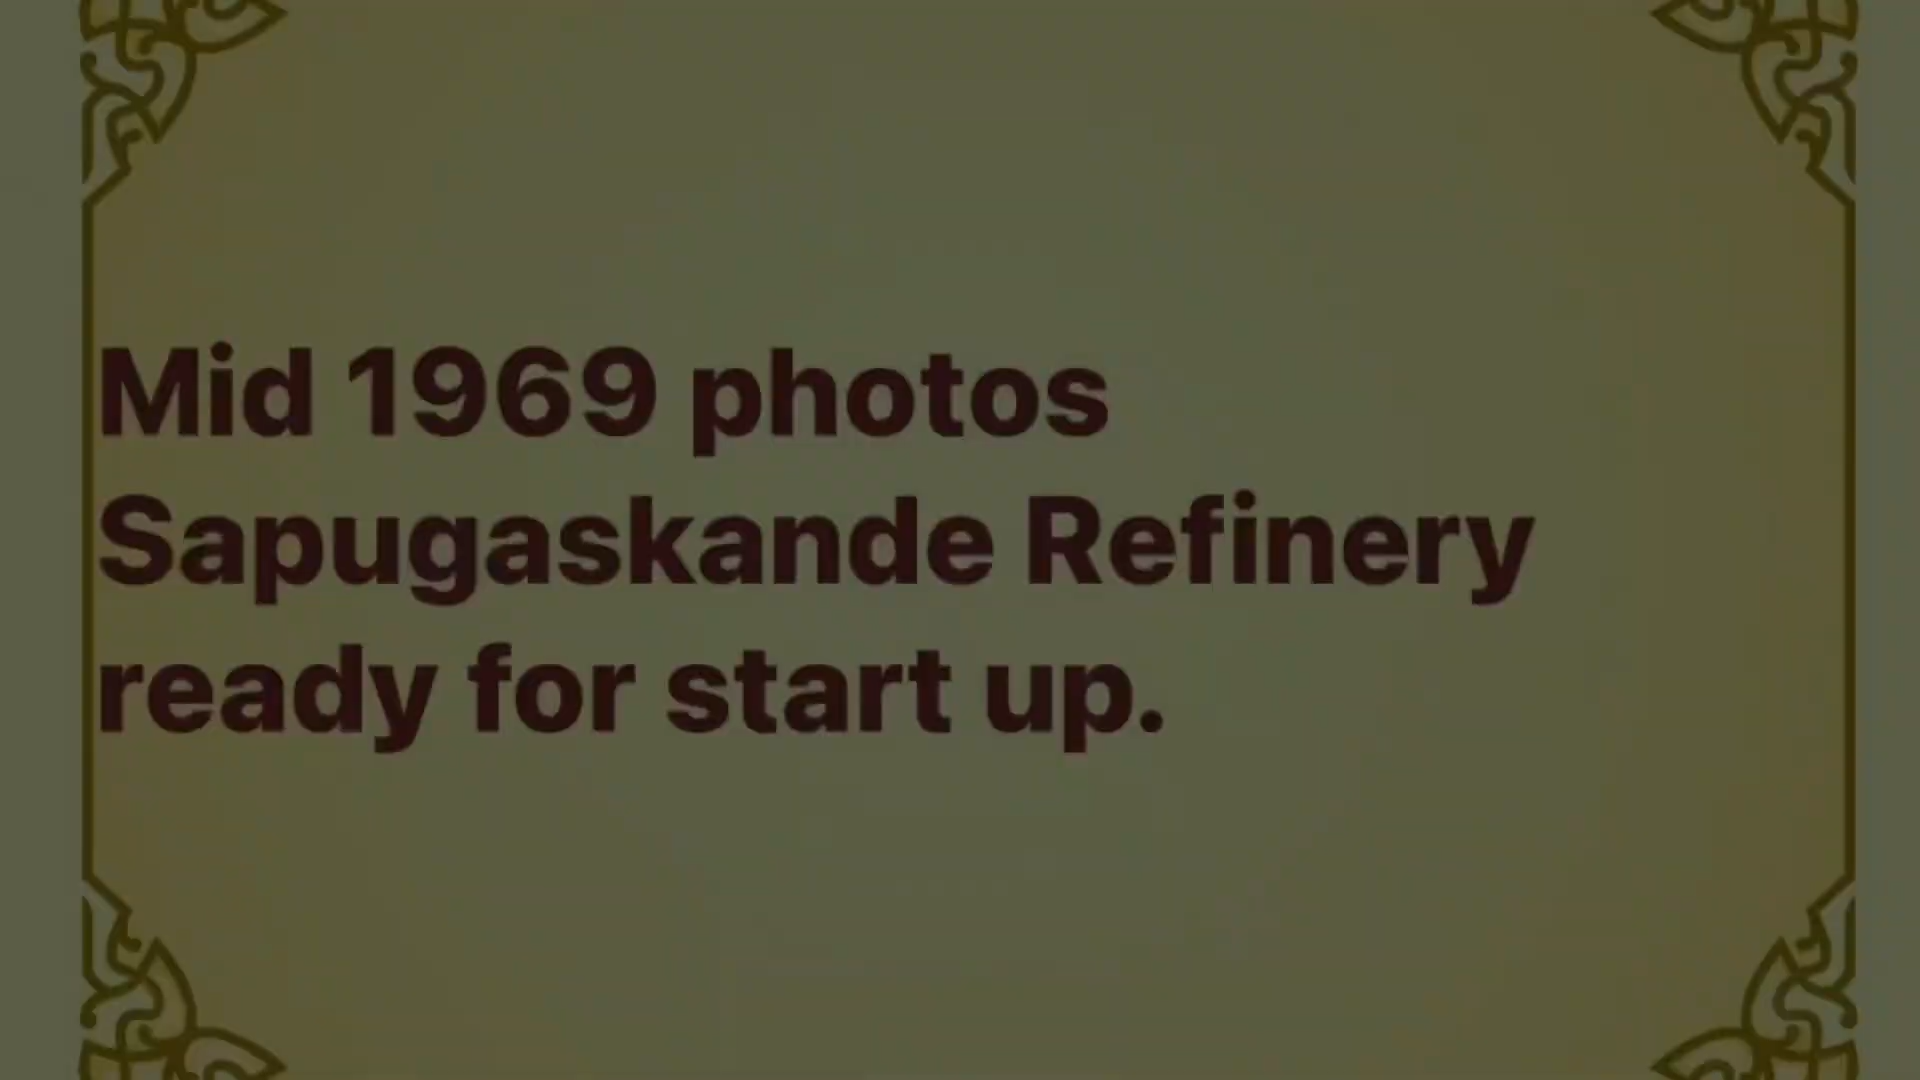 Mid 1969 photos
Sapugaskande Refinery
ready for start up.